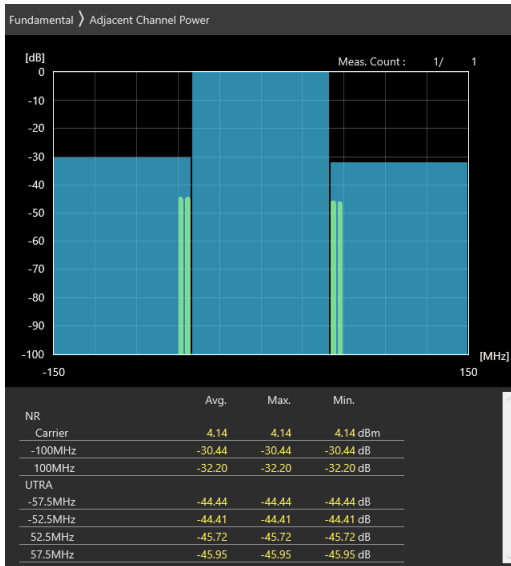 Fundamental 〉 Adjacent Channel Power
[dB]
Meas. Count : 1/ 1
0
-10
-20
-30
-40
-50
-60
-70
-80
-90
-100
[MHz]
-150 150
Avg. Max. Min.
NR
Carrier 4.14 4.14 4.14 dBm
-100MHz -30.44 -30.44 -30.44 dB
100MHz -32.20 -32.20 -32.20 dB
UTRA
-57.5MHz -44.44 -44.44 -44.44 dB
-52.5MHz -44.41 -44.41 -44.41 dB
52.5MHz -45.72 -45.72 -45.72 dB
57.5MHz -45.95 -45.95 -45.95 dB